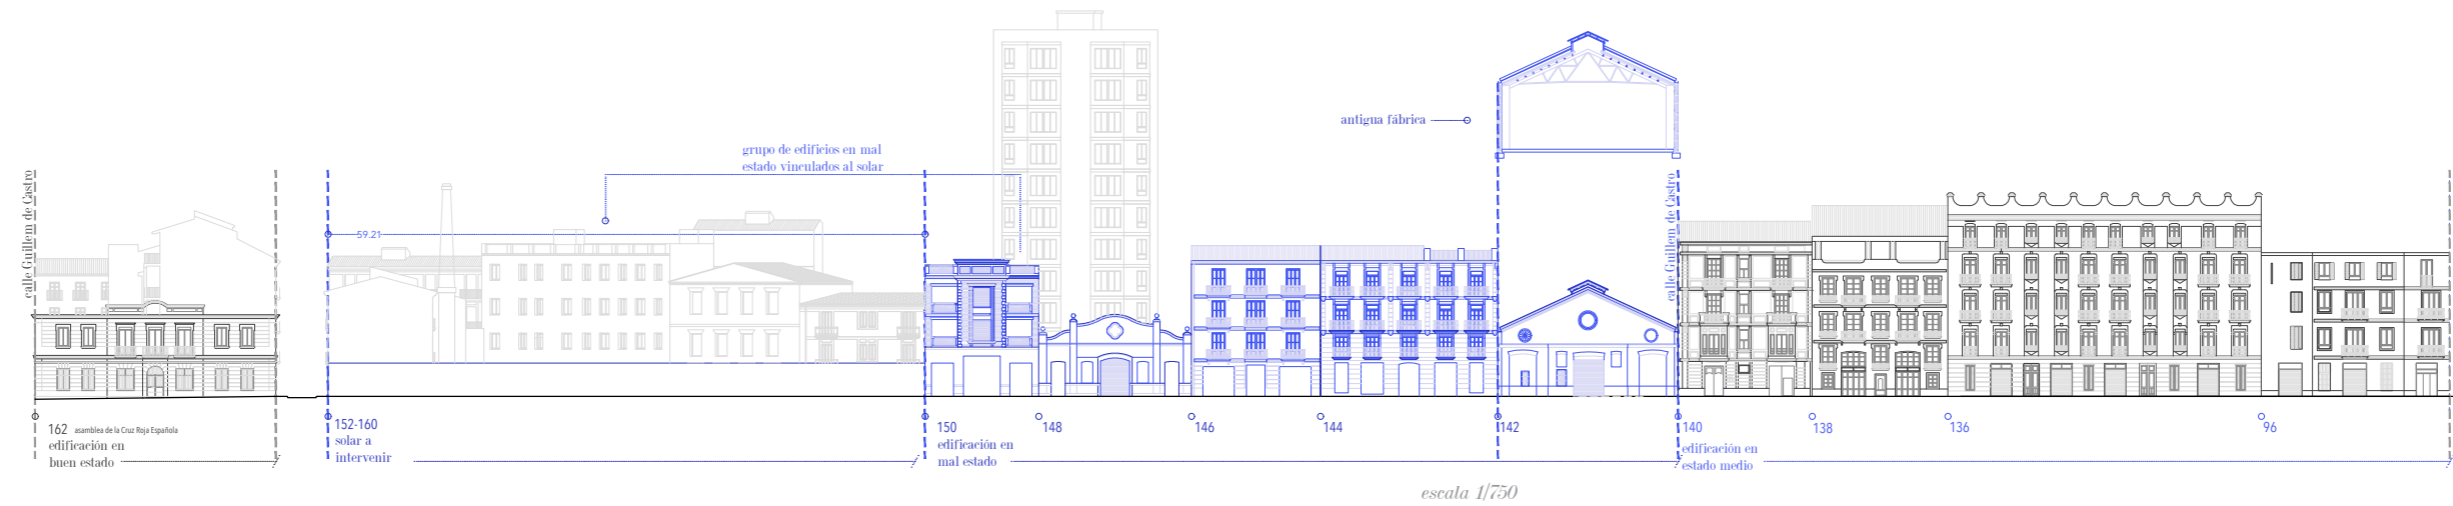 antigua fábrica
grupo de edificios en mal
estado vinculados al solar
calle Guillem de Castro
calle Guillem de Castro
59.21
162 asamblea de la Cruz Roja Española
edificación en
buen estado
152-160
solar a
intervenir
150
edificación en
mal estado
148
146
144
142
140
edificación en
estado medio
138
136
96
escala 1/750